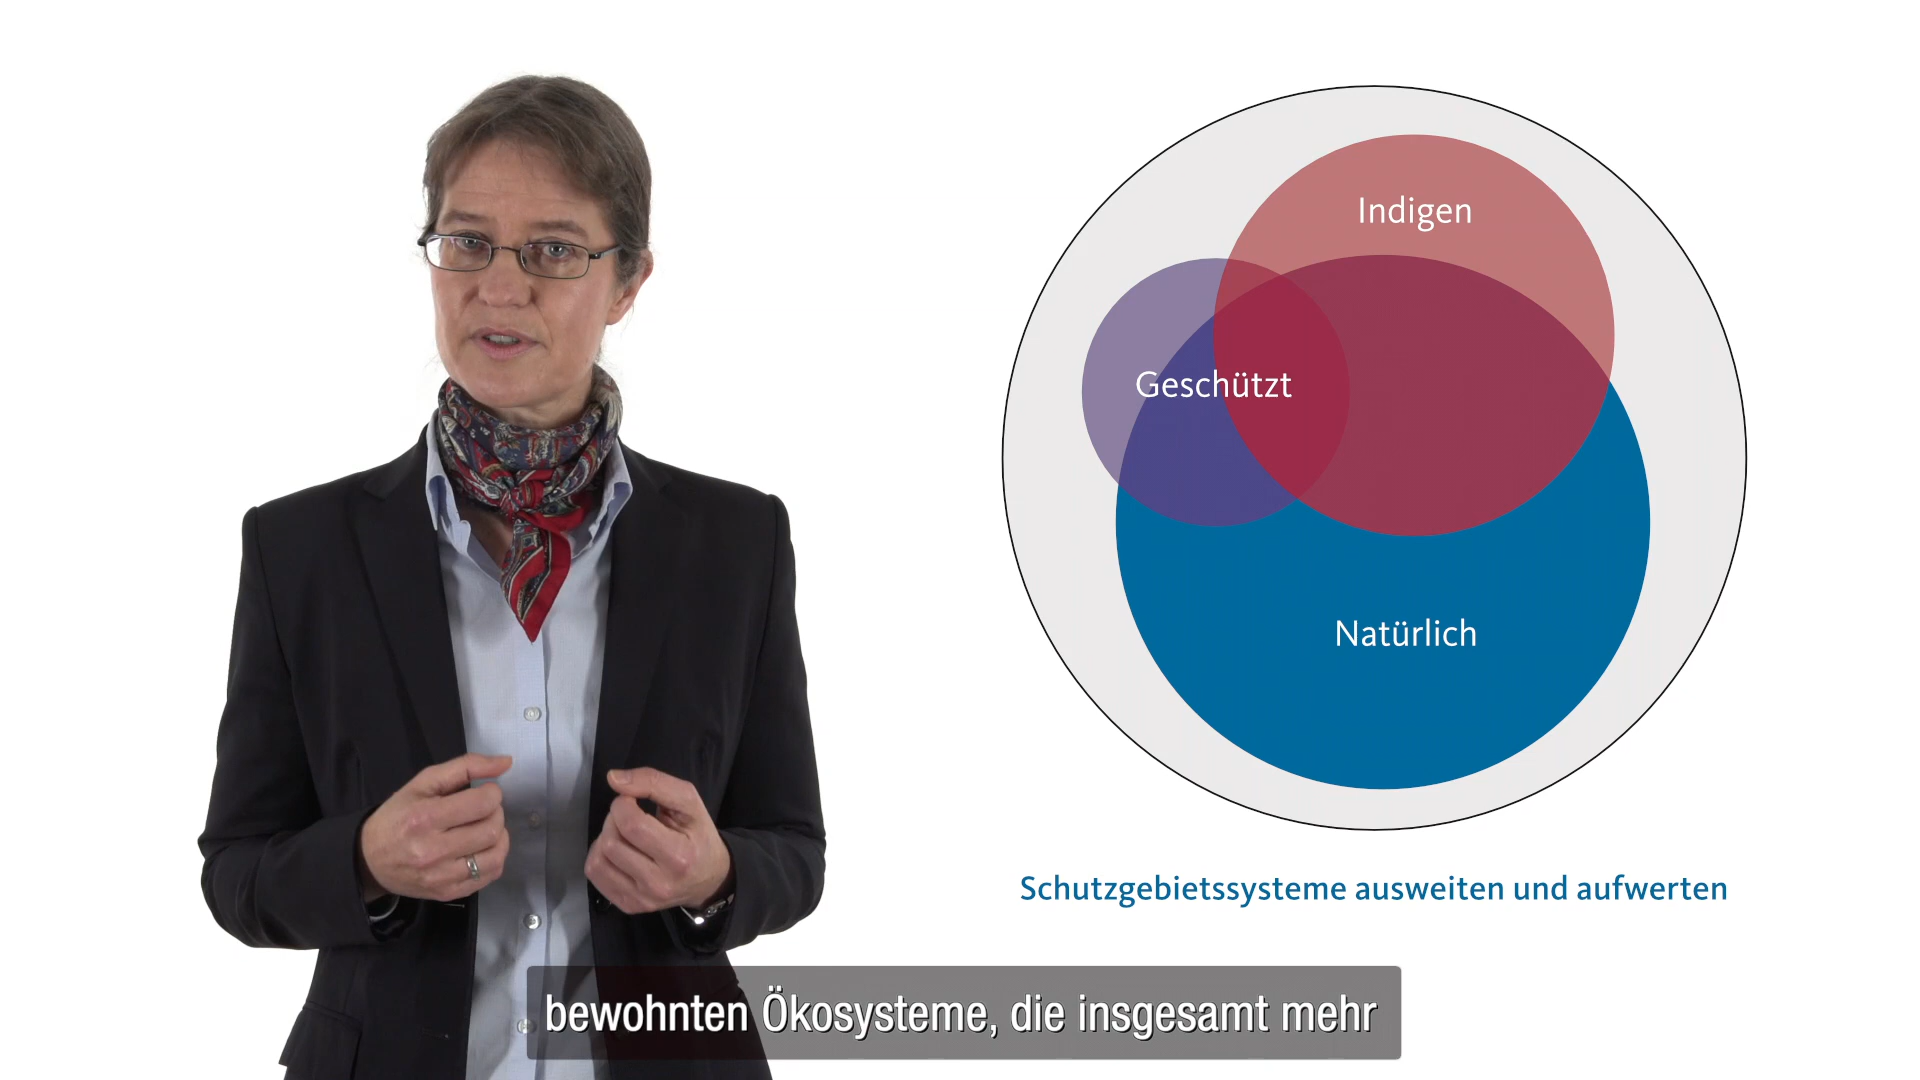 Indigen
Geschützt
Natürlich
Schutzgebietssysteme ausweiten und aufwerten
bewohnten Ökosysteme, die insgesamt mehr